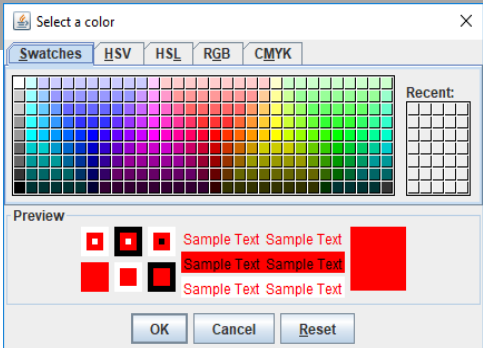 Select a color
Swatches HSV HSL RGB CMYK
Recent:
Preview
Sample Text Sample Text
Sample Text Sample Text
Sample Text Sample Text
OK Cancel Reset